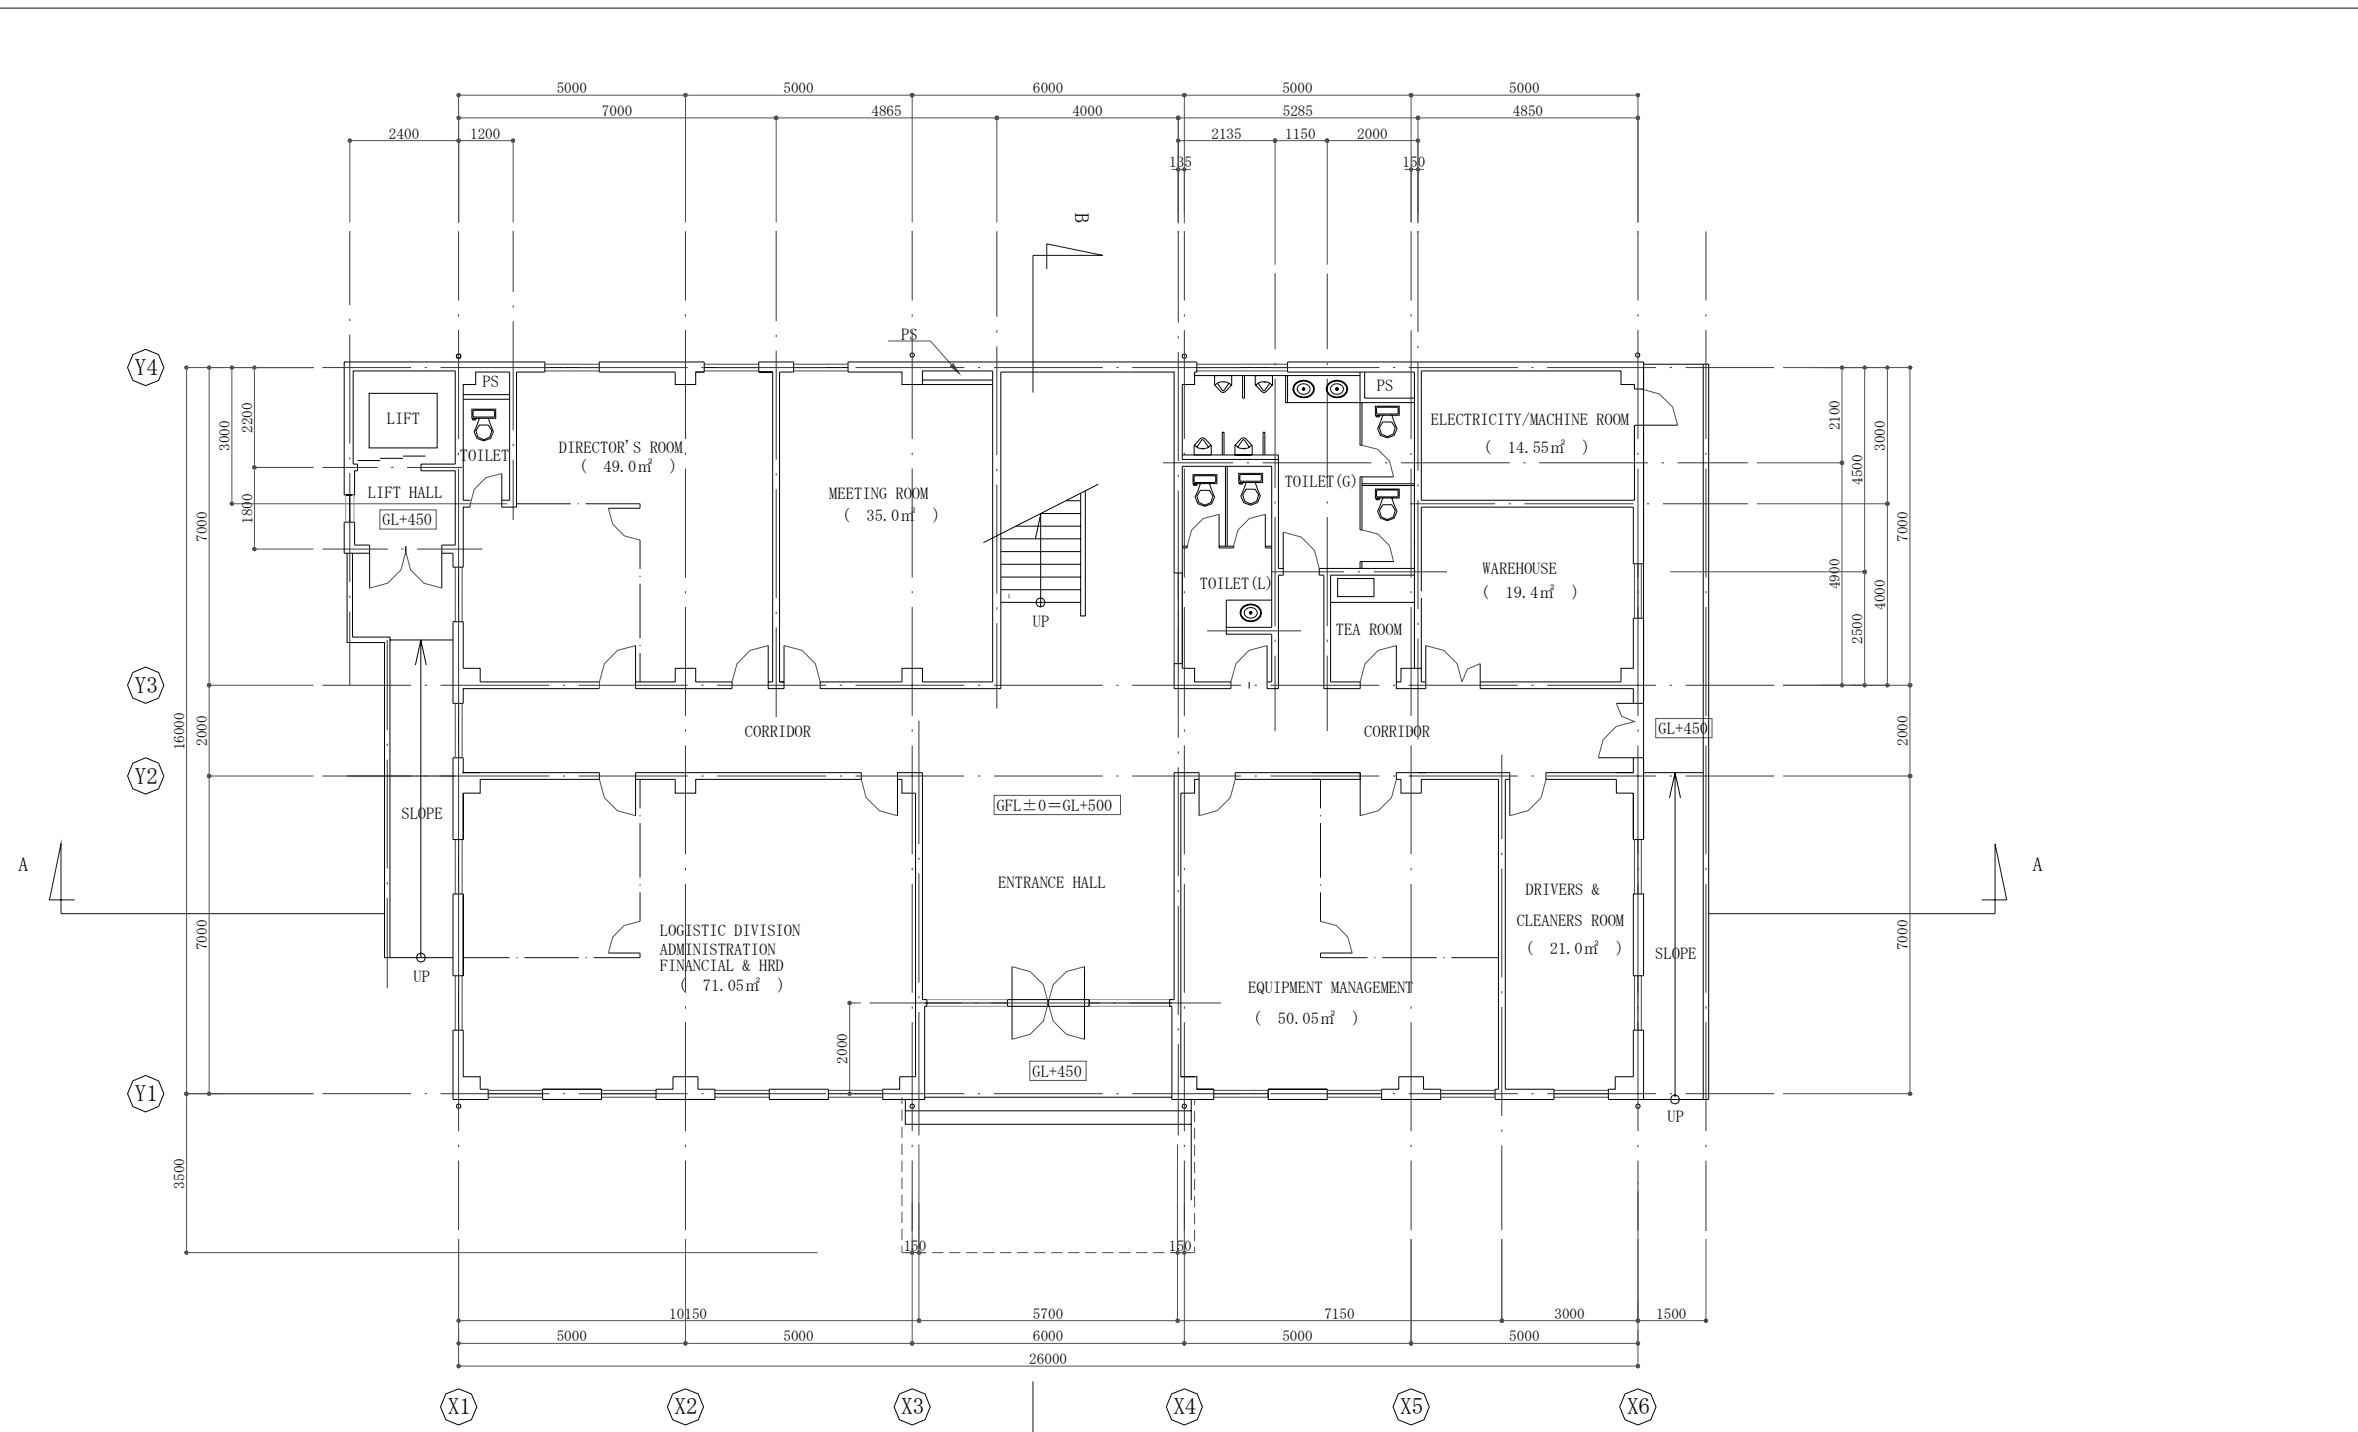 5000 5000 6000 5000 5000
7000 4865 4000 5285 4850
2400 1200 2135 1150 2000
135 150
B
PS
Y4
PS
PS
LIFT
TOILET
DIRECTOR'S ROOM
( 49.0㎡ )
ELECTRICITY/MACHINE ROOM
( 14.55㎡ )
LIFT HALL
GL+450
MEETING ROOM
( 35.0㎡ )
TOILET(G)
2200
3000
1800
7000
2100
3000
4500
7000
WAREHOUSE
( 19.4㎡ )
TOILET(L)
4900
4000
2500
UP
TEA ROOM
Y3
16000
2000
CORRIDOR
CORRIDOR
GL+450
2000
Y2
GFL±0=GL+500
SLOPE
A
A
ENTRANCE HALL
DRIVERS &
CLEANERS ROOM
( 21.0㎡ )
7000
LOGISTIC DIVISION
ADMINISTRATION
FINANCIAL & HRD
( 71.05㎡ )
7000
SLOPE
UP
EQUIPMENT MANAGEMENT
( 50.05㎡ )
2000
GL+450
Y1
UP
3500
150 150
10150 5700 7150 3000 1500
5000 5000 6000 5000 5000
26000
X1 X2 X3 X4 X5 X6